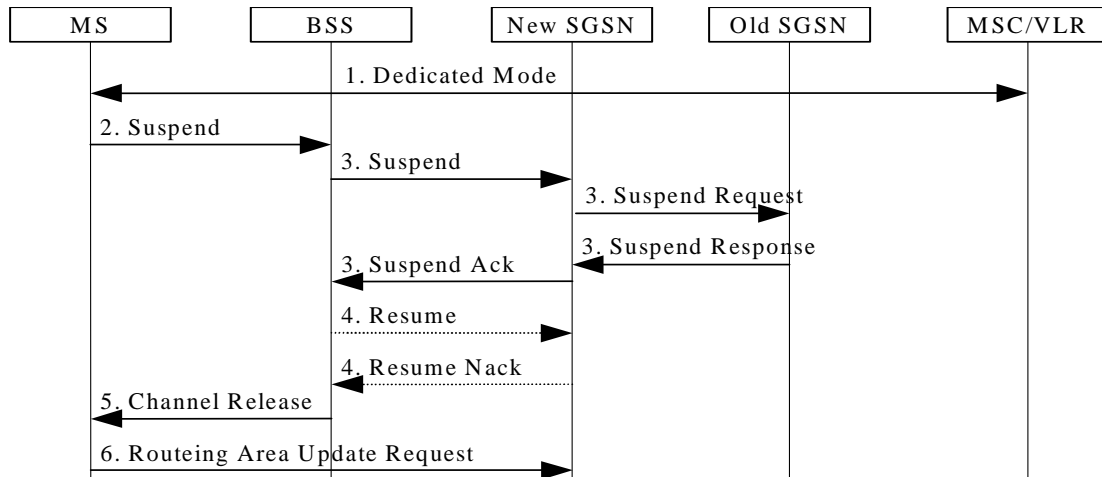 MS BSS New SGSN Old SGSN MSC/VLR
1. Dedicated Mode
2. Suspend
3. Suspend
3. Suspend Request
3. Suspend Response
3. Suspend Ack
4. Resume
4. Resume Nack
5. Channel Release
6. Routeing Area Update Request